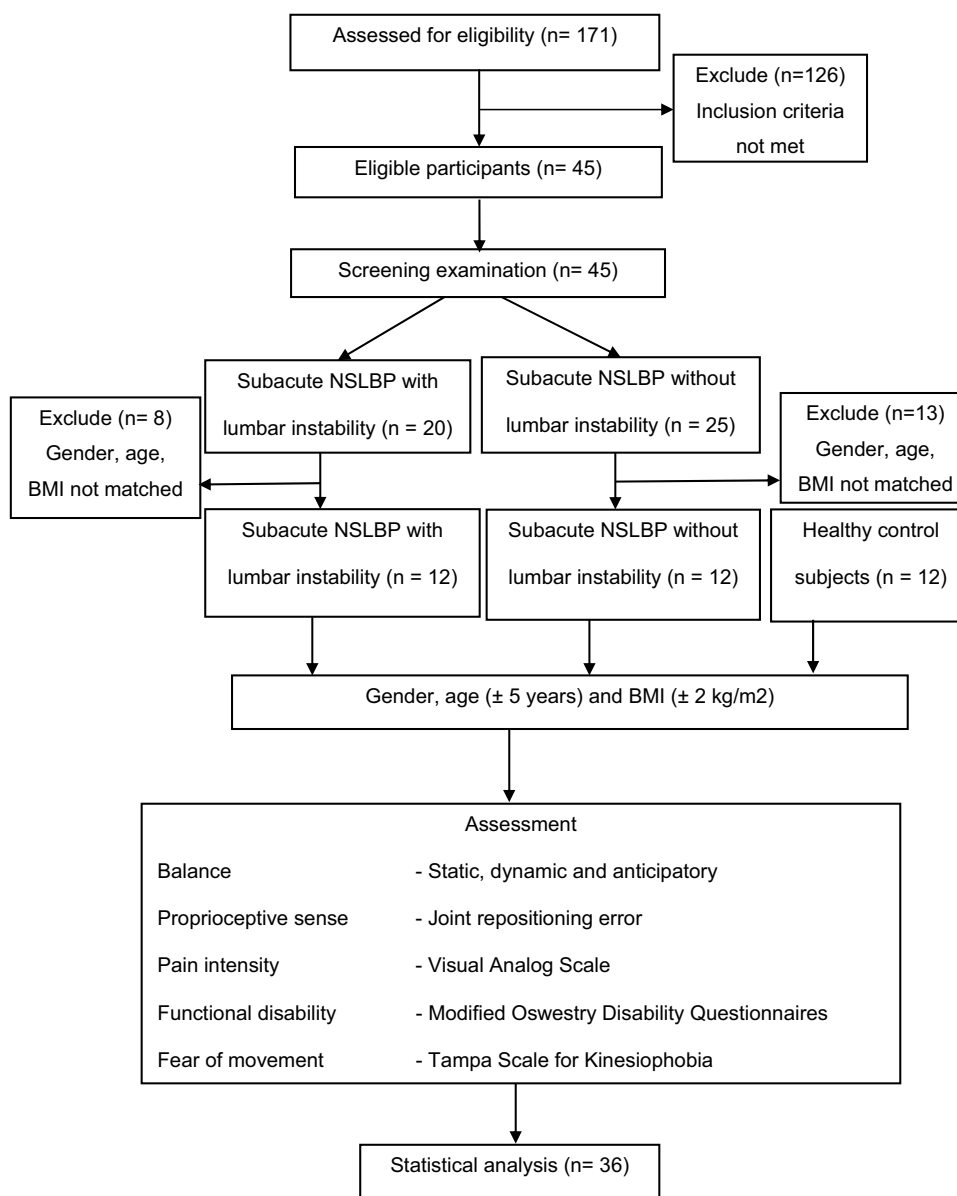 Assessed for eligibility (n= 171)
Exclude (n=126)
Inclusion criteria
not met
Eligible participants (n= 45)
Screening examination (n= 45)
Subacute NSLBP with
lumbar instability (n = 20)
Subacute NSLBP without
lumbar instability (n = 25)
Exclude (n= 8)
Gender, age,
BMI not matched
Exclude (n=13)
Gender, age,
BMI not matched
Subacute NSLBP with
lumbar instability (n = 12)
Subacute NSLBP without
lumbar instability (n = 12)
Healthy control
subjects (n = 12)
Gender, age (± 5 years) and BMI (± 2 kg/m2)
Assessment
Balance - Static, dynamic and anticipatory
Proprioceptive sense - Joint repositioning error
Pain intensity - Visual Analog Scale
Functional disability - Modified Oswestry Disability Questionnaires
Fear of movement - Tampa Scale for Kinesiophobia
Statistical analysis (n= 36)